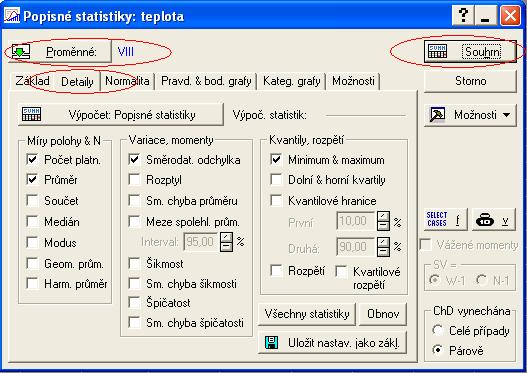 Popisné statistiky: teplota
Proměnné: VIII
Souhrn
Základ Detaily Normalita Pravd. & bod. grafy Kateg. grafy Možnosti
Storno
Výpočet: Popisné statistiky Výpoč. statistik:
Možnosti
Míry polohy & N
Počet platn.
Průměr
Součet
Medián
Modus
Geom. prům.
Harm. průměr
Variace, momenty
Směrodat. odchylka
Rozptyl
Sm. chyba průměru
Meze spolehl. prům.
Interval: 95,00 %
Šikmost
Sm. chyba šikmosti
Špičatost
Sm. chyba špičatosti
Kvantily, rozpětí
Minimum & maximum
Dolní & horní kvartily
Kvantilové hranice
První 10,00 %
Druhá: 90,00 %
Rozpětí Kvartilové rozpětí
Všechny statistiky Obnov
Uložit nastav. jako zákl.
SELECT CASES f v
Vážené momenty
SV =
W-1 N-1
ChD vynechána
Celé případy
Párově